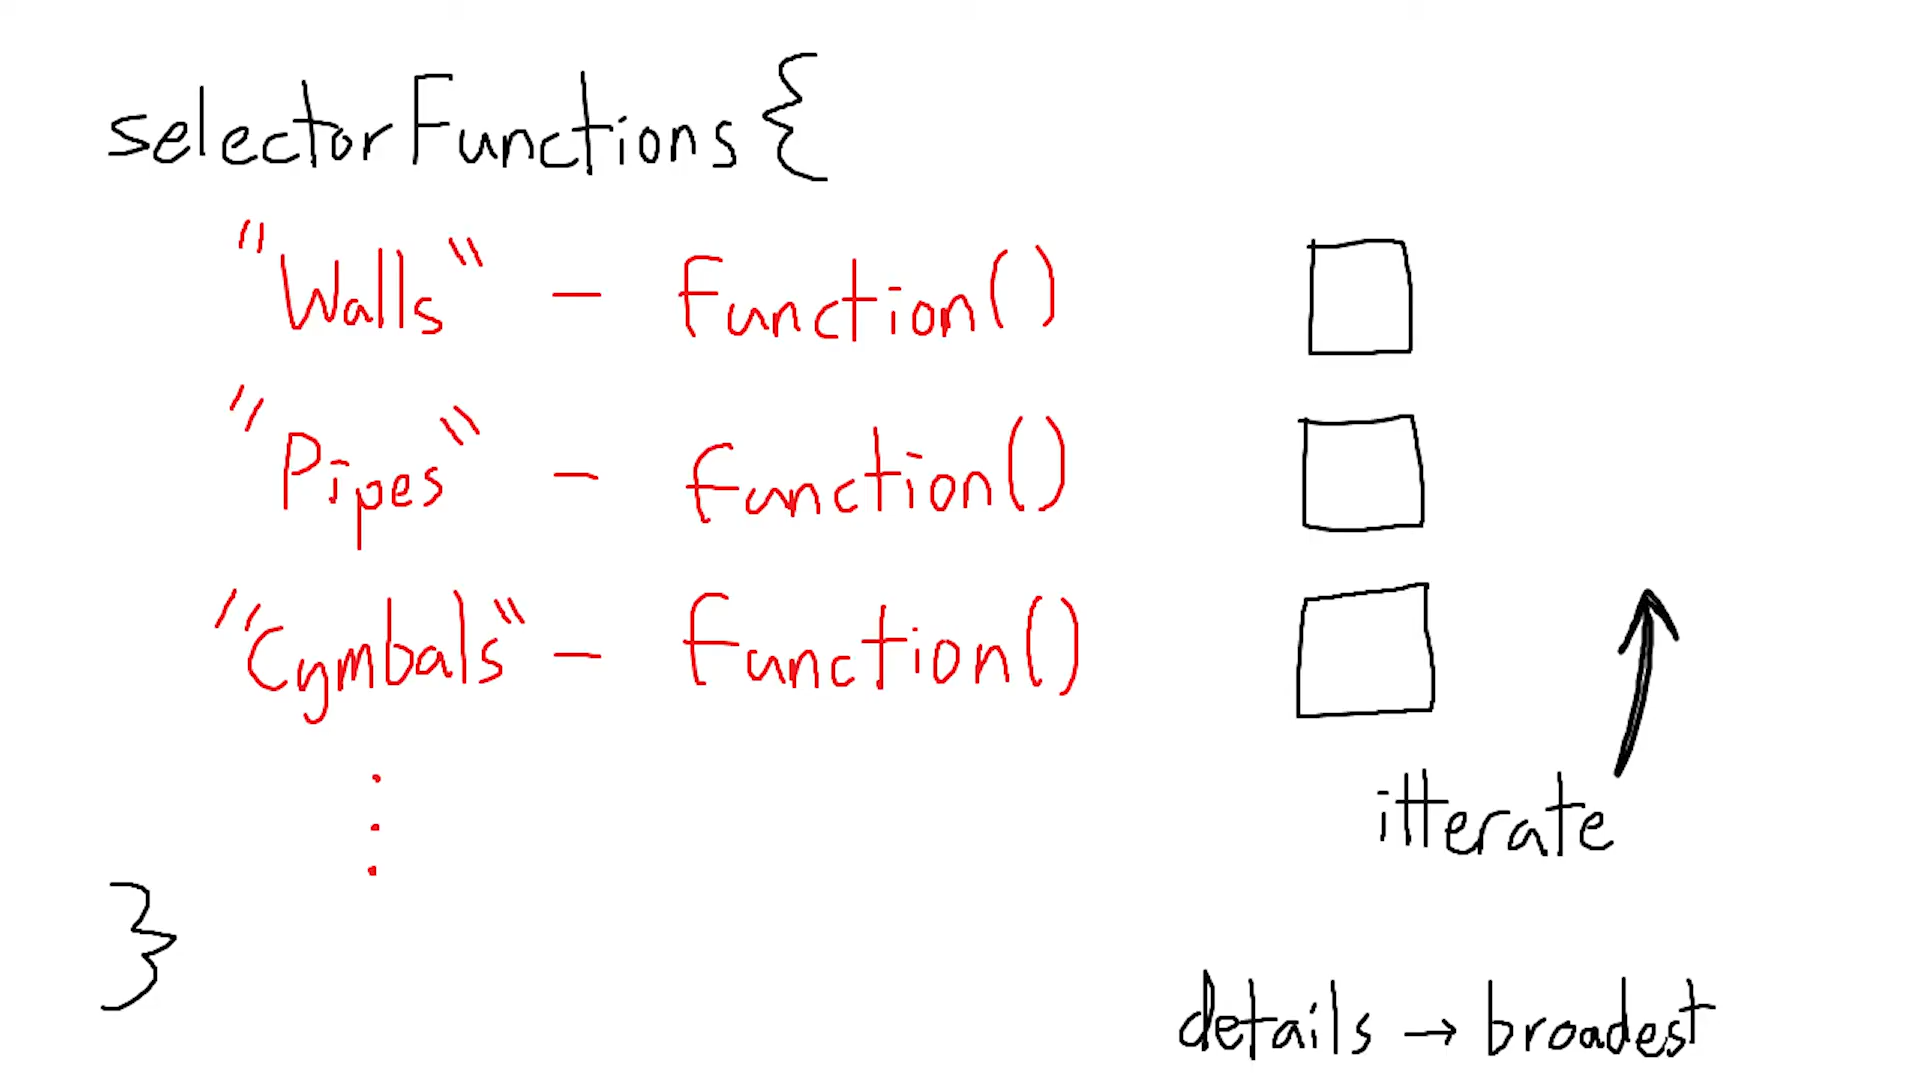 selectorFunctions{
"Walls" - function()
"Pipes" - function()
"Cymbals" - function()
itterate
}
details → broadest